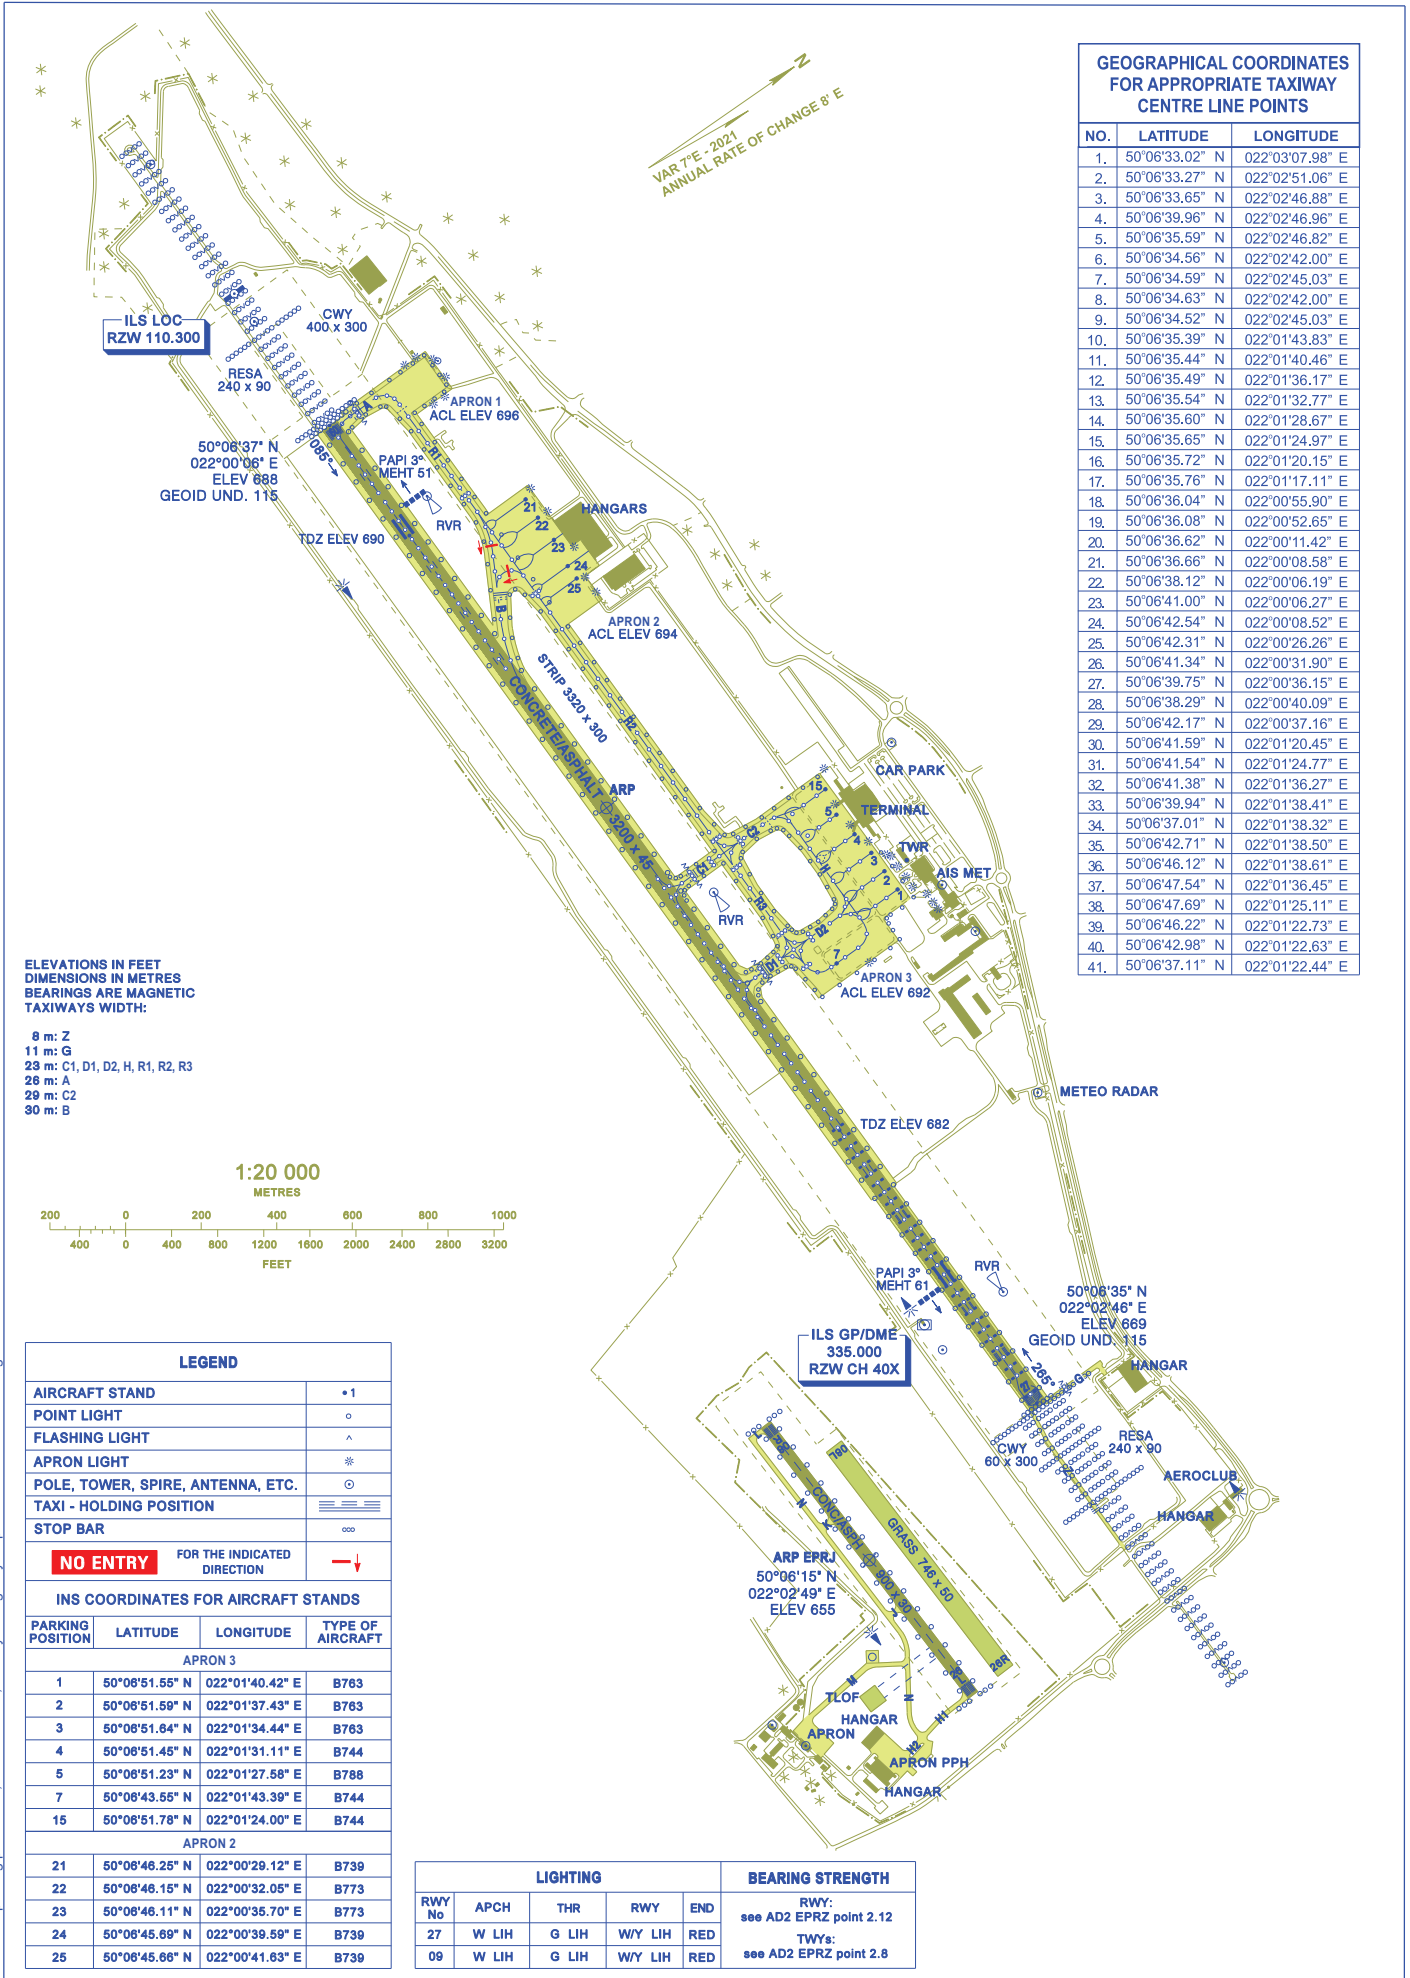 GEOGRAPHICAL COORDINATES
FOR APPROPRIATE TAXIWAY
CENTRE LINE POINTS
NO. LATITUDE LONGITUDE
1. 50°06'33.02" N 022°03'07.98" E
2. 50°06'33.27" N 022°02'51.06" E
3. 50°06'33.65" N 022°02'46.88" E
4. 50°06'39.96" N 022°02'46.96" E
5. 50°06'35.59" N 022°02'46.82" E
6. 50°06'34.56" N 022°02'42.00" E
7. 50°06'34.59" N 022°02'45.03" E
8. 50°06'34.63" N 022°02'42.00" E
9. 50°06'34.52" N 022°02'45.03" E
10. 50°06'35.39" N 022°01'43.83" E
11. 50°06'35.44" N 022°01'40.46" E
12. 50°06'35.49" N 022°01'36.17" E
13. 50°06'35.54" N 022°01'32.77" E
14. 50°06'35.60" N 022°01'28.67" E
15. 50°06'35.65" N 022°01'24.97" E
16. 50°06'35.72" N 022°01'20.15" E
17. 50°06'35.76" N 022°01'17.11" E
18. 50°06'36.04" N 022°00'55.90" E
19. 50°06'36.08" N 022°00'52.65" E
20. 50°06'36.62" N 022°00'11.42" E
21. 50°06'36.66" N 022°00'08.58" E
22. 50°06'38.12" N 022°00'06.19" E
23. 50°06'41.00" N 022°00'06.27" E
24. 50°06'42.54" N 022°00'08.52" E
25. 50°06'42.31" N 022°00'26.26" E
26. 50°06'41.34" N 022°00'31.90" E
27. 50°06'39.75" N 022°00'36.15" E
28. 50°06'38.29" N 022°00'40.09" E
29. 50°06'42.17" N 022°00'37.16" E
30. 50°06'41.59" N 022°01'20.45" E
31. 50°06'41.54" N 022°01'24.77" E
32. 50°06'41.38" N 022°01'36.27" E
33. 50°06'39.94" N 022°01'38.41" E
34. 50°06'37.01" N 022°01'38.32" E
35. 50°06'42.71" N 022°01'38.50" E
36. 50°06'46.12" N 022°01'38.61" E
37. 50°06'47.54" N 022°01'36.45" E
38. 50°06'47.69" N 022°01'25.11" E
39. 50°06'46.22" N 022°01'22.73" E
40. 50°06'42.98" N 022°01'22.63" E
41. 50°06'37.11" N 022°01'22.44" E
N
VAR 7°E - 2021
ANNUAL RATE OF CHANGE 8' E
ILS LOC
RZW 110.300
CWY
400 x 300
RESA
240 x 90
A
APRON 1
ACL ELEV 696
50°06'37" N
022°00'06" E
ELEV 688
GEOID UND. 115
085°
R1
PAPI 3°
MEHT 51
RVR
TDZ ELEV 690
21
22
23
24
25
HANGARS
B
APRON 2
ACL ELEV 694
STRIP 3320 x 300
R2
CONCRETE/ASPHALT 3200 x 45
ARP
CAR PARK
TERMINAL
15
5
4
3
2
1
TWR
AIS MET
C1
H
R3
RVR
D2
D1
7
APRON 3
ACL ELEV 692
ELEVATIONS IN FEET
DIMENSIONS IN METRES
BEARINGS ARE MAGNETIC
TAXIWAYS WIDTH:
8 m: Z
11 m: G
23 m: C1, D1, D2, H, R1, R2, R3
26 m: A
29 m: C2
30 m: B
METEO RADAR
TDZ ELEV 682
1:20 000
METRES
200 0 200 400 600 800 1000
400 0 400 800 1200 1600 2000 2400 2800 3200
FEET
PAPI 3°
MEHT 61
RVR
50°06'35" N
022°02'46" E
ELEV 669
GEOID UND. 115
ILS GP/DME
335.000
RZW CH 40X
265°
G
HANGAR
CWY
60 x 300
RESA
240 x 90
Z
AEROCLUB
HANGAR
08L
CONC/ASPH 900 x 30
GRASS 746 x 50
26R
N
K
ARP EPRJ
50°06'15" N
022°02'49" E
ELEV 655
M
N
TLOF
HANGAR
APRON
H1
H2
APRON PPH
HANGAR
LEGEND
AIRCRAFT STAND • 1
POINT LIGHT
FLASHING LIGHT
APRON LIGHT
POLE, TOWER, SPIRE, ANTENNA, ETC.
TAXI - HOLDING POSITION
STOP BAR
NO ENTRY FOR THE INDICATED
DIRECTION
INS COORDINATES FOR AIRCRAFT STANDS
PARKING
POSITION LATITUDE LONGITUDE TYPE OF
AIRCRAFT
APRON 3
1 50°06'51.55" N 022°01'40.42" E B763
2 50°06'51.59" N 022°01'37.43" E B763
3 50°06'51.64" N 022°01'34.44" E B763
4 50°06'51.45" N 022°01'31.11" E B744
5 50°06'51.23" N 022°01'27.58" E B788
7 50°06'43.55" N 022°01'43.39" E B744
15 50°06'51.78" N 022°01'24.00" E B744
APRON 2
21 50°06'46.25" N 022°00'29.12" E B739
22 50°06'46.15" N 022°00'32.05" E B773
23 50°06'46.11" N 022°00'35.70" E B773
24 50°06'45.69" N 022°00'39.59" E B739
25 50°06'45.66" N 022°00'41.63" E B739
LIGHTING
RWY
No APCH THR RWY END
27 W LIH G LIH W/Y LIH RED
09 W LIH G LIH W/Y LIH RED
BEARING STRENGTH
RWY:
see AD2 EPRZ point 2.12
TWYs:
see AD2 EPRZ point 2.8